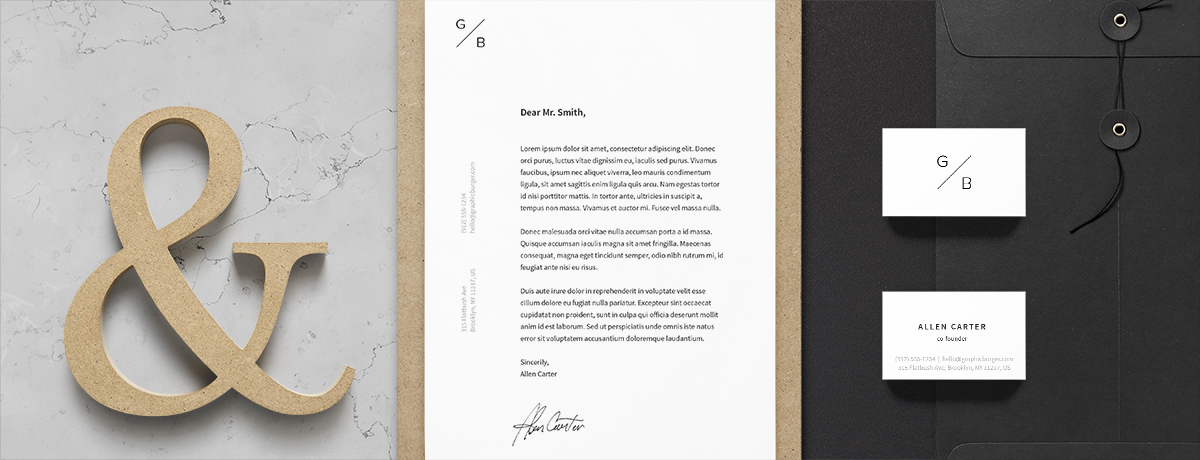 &
G
B
Dear Mr. Smith,
Lorem ipsum dolor sit amet, consectetur adipiscing elit. Donec
orci purus, luctus vitae dignissim eu, iaculis sed purus. Vivamus
faucibus, ipsum nec aliquet viverra, leo mauris condimentum
ligula, sit amet sagittis enim ligula quis arcu. Nam egestas tortor
id nisi porttitor mattis. In tortor ante, ultricies in suscipit a,
tempus non massa. Vivamus et auctor mi. Fusce vel massa nulla.
Donec malesuada orci vitae nulla accumsan porta a id massa.
Quisque accumsan iaculis magna sit amet fringilla. Maecenas
consequat, magna eget tincidunt semper, odio nibh rutrum mi, id
feugiat ante nisi eu risus.
Duis aute irure dolor in reprehenderit in voluptate velit esse
cillum dolore eu fugiat nulla pariatur. Excepteur sint occaecat
cupidatat non proident, sunt in culpa qui officia deserunt mollit
anim id est laborum. Sed ut perspiciatis unde omnis iste natus
error sit voluptatem accusantium doloremque laudantium.
Sincerily,
Allen Carter
Allen Carter
(912) 555-1234
hello@graphicburger.com
315 Flatbush Ave,
Brooklyn, NY 11217, US
G
B
ALLEN CARTER
co founder
(912) 555-1234 | hello@graphicburger.com
315 Flatbush Ave, Brooklyn, NY 11217, US